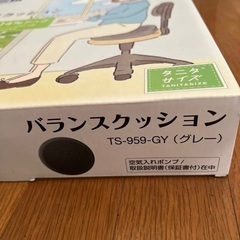 タニタ
サイズ
TANITASIZE
バランスクッション
TS-959-GY (グレー)
空気入れポンプ/
取扱説明書(保証書付)在中